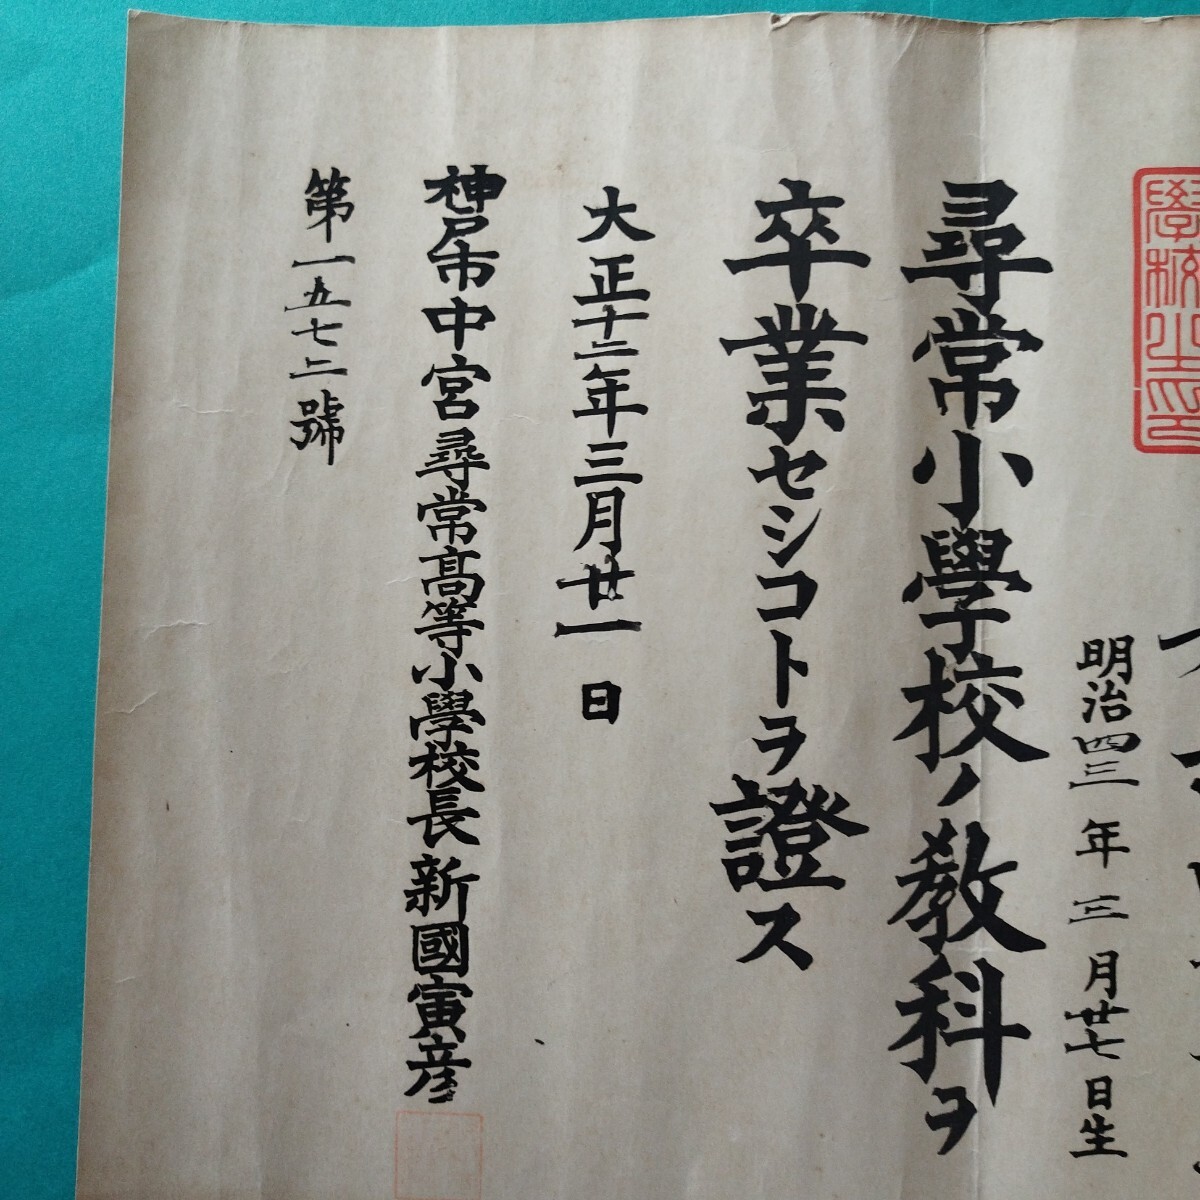 明治四三年三月廿七日生
尋常小學校ノ教科ヲ
卒業セシコトヲ證ス
大正十二年三月廿一日
神戸市中宮尋常高等小學校長新國寅彦
第一五七二號